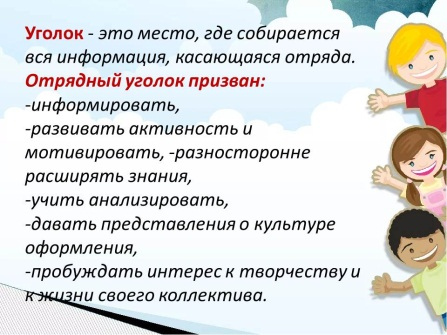 Уголок - это место, где собирается
вся информация, касающаяся отряда.
Отрядный уголок призван:
-информировать,
-развивать активность и
мотивировать, -разносторонне
расширять знания,
-учить анализировать,
-давать представления о культуре
оформления,
-пробуждать интерес к творчеству и
к жизни своего коллектива.